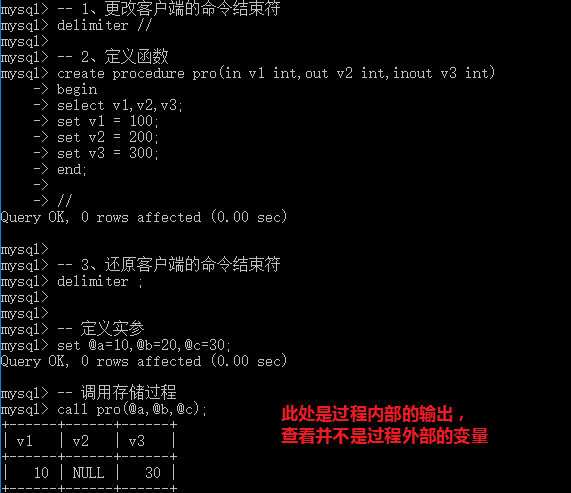 mysql> -- 1、更改客户端的命令结束符
mysql> delimiter //
mysql>
mysql> -- 2、定义函数
mysql> create procedure pro(in v1 int,out v2 int,inout v3 int)
    -> begin
    -> select v1,v2,v3;
    -> set v1 = 100;
    -> set v2 = 200;
    -> set v3 = 300;
    -> end;
    ->
    -> //
Query OK, 0 rows affected (0.00 sec)
mysql>
mysql> -- 3、还原客户端的命令结束符
mysql> delimiter ;
mysql>
mysql>
mysql> -- 定义实参
mysql> set @a=10,@b=20,@c=30;
Query OK, 0 rows affected (0.00 sec)
mysql> -- 调用存储过程
mysql> call pro(@a,@b,@c);
+------+------+------+
| v1   | v2   | v3   |
+------+------+------+
|   10 | NULL |   30 |
+------+------+------+
此处是过程内部的输出，
查看并不是过程外部的变量